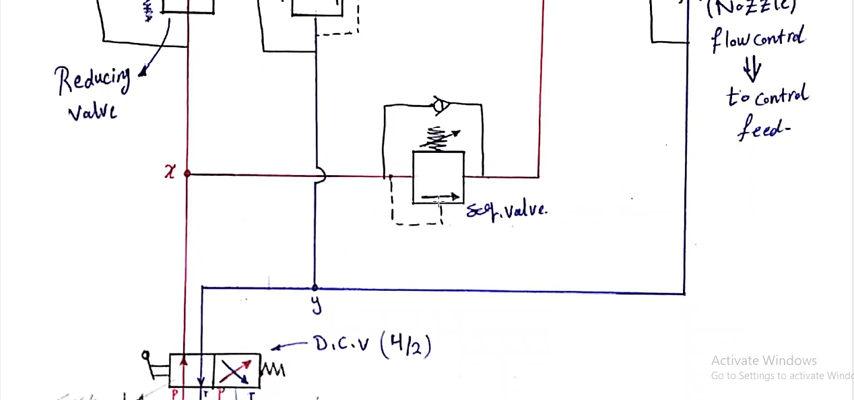 (Nozzle)
flow control
⇓
to control
feed-
Reducing
valve
x
seq. valve.
y
D.C.V (4/2)
P T P T
Activate Windows
Go to Settings to activate Windo